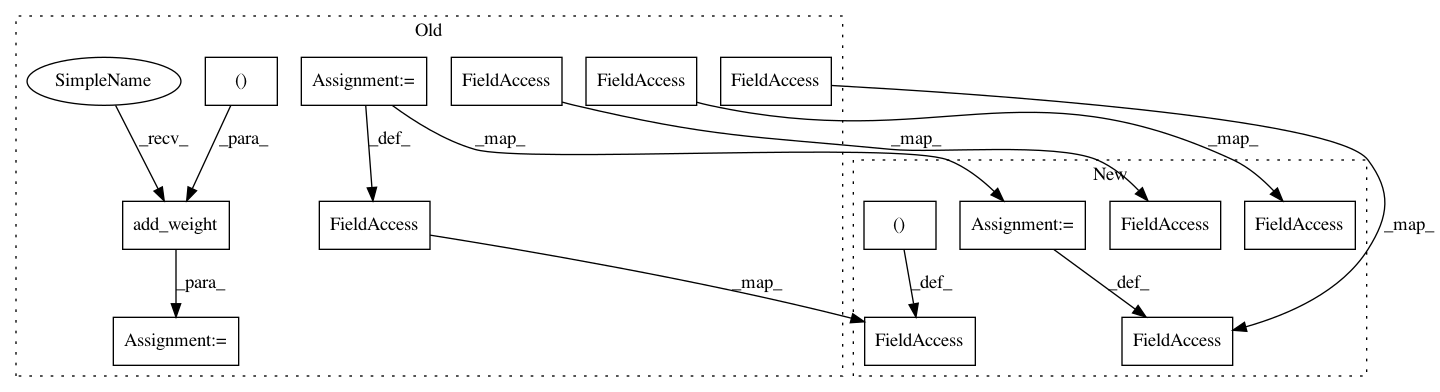 Old
SimpleName
()
Assignment:=
FieldAccess
FieldAccess
FieldAccess
_recv_
_para_
_def_
_map_
_map_
_map_
New
add_weight
FieldAccess
()
Assignment:=
FieldAccess
FieldAccess
_map_
_para_
_map_
_def_
_def_
Assignment:=
FieldAccess
FieldAccess